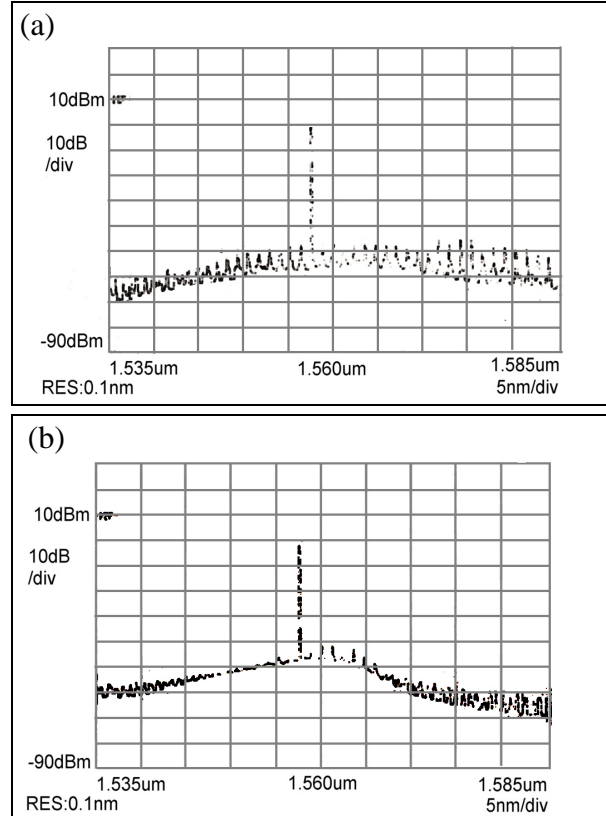 (a)
10dBm
10dB
/div
-90dBm
1.535um 1.560um 1.585um
RES:0.1nm 5nm/div
(b)
10dBm
10dB
/div
-90dBm
1.535um 1.560um 1.585um
RES:0.1nm 5nm/div